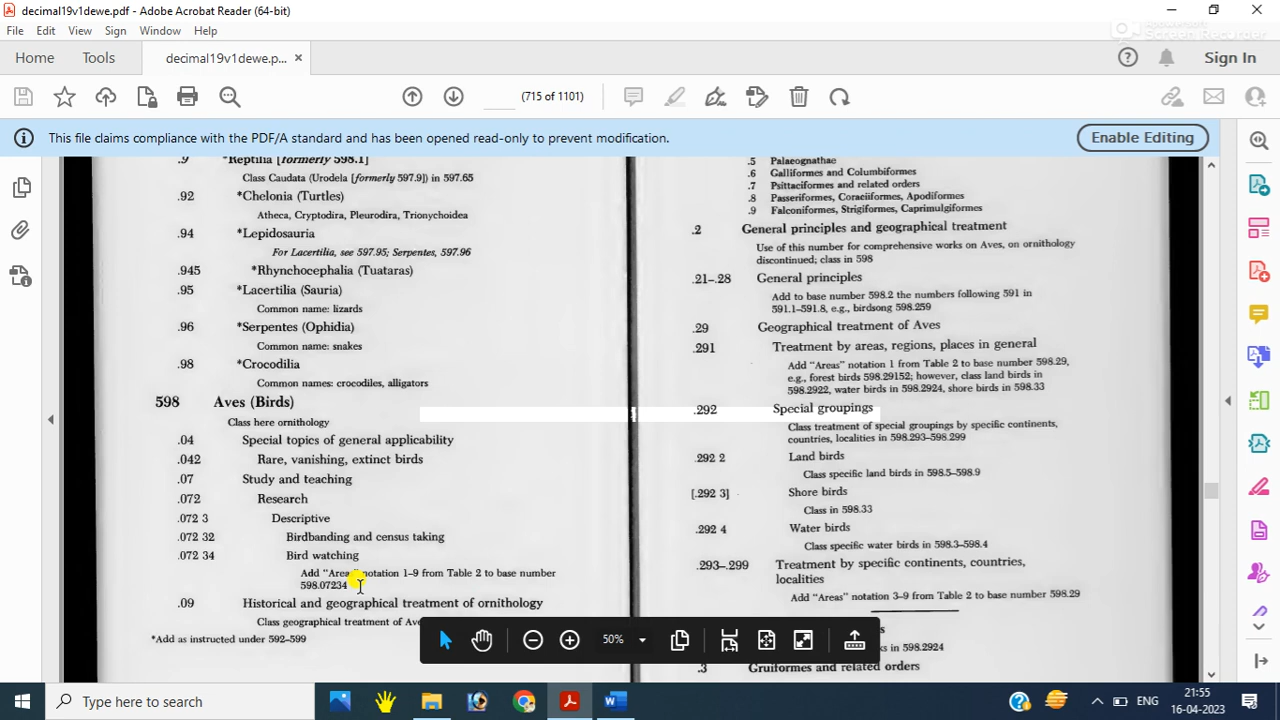 decimal19v1dewe.pdf - Adobe Acrobat Reader (64-bit)
File Edit View Sign Window Help
Screen Recorder
Home Tools decimal19v1dewe.p... × Sign In
(715 of 1101)
This file claims compliance with the PDF/A standard and has been opened read-only to prevent modification. Enable Editing
.9 *Reptilia [formerly 598.1]
Class Caudata (Urodela [formerly 597.9]) in 597.65
.92 *Chelonia (Turtles)
Atheca, Cryptodira, Pleurodira, Trionychoidea
.94 *Lepidosauria
For Lacertilia, see 597.95; Serpentes, 597.96
.945 *Rhynchocephalia (Tuataras)
.95 *Lacertilia (Sauria)
Common name: lizards
.96 *Serpentes (Ophidia)
Common name: snakes
.98 *Crocodilia
Common names: crocodiles, alligators
598 Aves (Birds)
Class here ornithology
.04 Special topics of general applicability
.042 Rare, vanishing, extinct birds
.07 Study and teaching
.072 Research
.072 3 Descriptive
.072 32 Birdbanding and census taking
.072 34 Bird watching
Add "Area notation 1–9 from Table 2 to base number
598.07234
.09 Historical and geographical treatment of ornithology
Class geographical treatment of Ave
*Add as instructed under 592–599
.5 Palaeognathae
.6 Galliformes and Columbiformes
.7 Psittaciformes and related orders
.8 Passeriformes, Coraciiformes, Apodiformes
.9 Falconiformes, Strigiformes, Caprimulgiformes
.2 General principles and geographical treatment
Use of this number for comprehensive works on Aves, on ornithology
discontinued; class in 598
.21–.28 General principles
Add to base number 598.2 the numbers following 591 in
591.1–591.8, e.g., birdsong 598.259
.29 Geographical treatment of Aves
.291 Treatment by areas, regions, places in general
Add "Areas" notation 1 from Table 2 to base number 598.29,
e.g., forest birds 598.29152; however, class land birds in
598.2922, water birds in 598.2924, shore birds in 598.33
.292 Special groupings
Class treatment of special groupings by specific continents,
countries, localities in 598.293–598.299
.292 2 Land birds
Class specific land birds in 598.5–598.9
[.292 3] Shore birds
Class in 598.33
.292 4 Water birds
Class specific water birds in 598.3–598.4
.293–.299 Treatment by specific continents, countries,
localities
Add "Areas" notation 3–9 from Table 2 to base number 598.29
in 598.2924
.3 Gruiformes and related orders
50%
Type here to search
ENG
21:55
16-04-2023